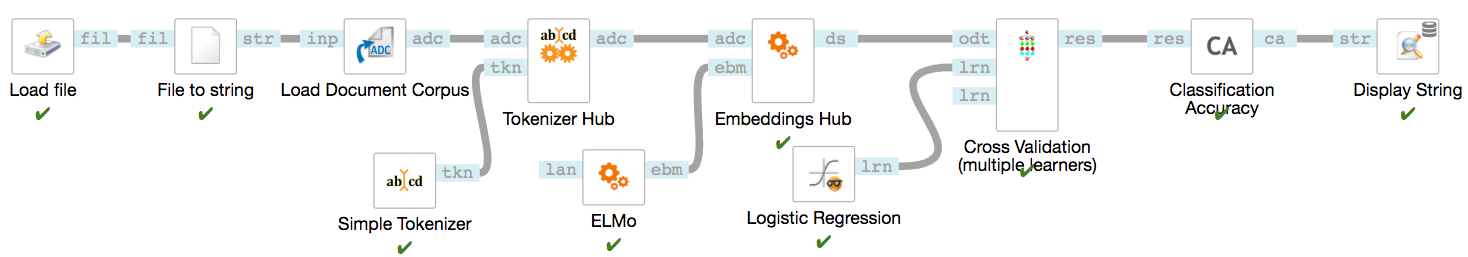 fil fil str inp adc adc adc adc ds odt res res ca str
ab cd
ADC
CA
tkn ebm lrn
lrn
Load file File to string Load Document Corpus Tokenizer Hub Embeddings Hub Cross Validation
(multiple learners) Classification
Accuracy Display String
ab cd tkn lan ebm lrn
Simple Tokenizer ELMo Logistic Regression